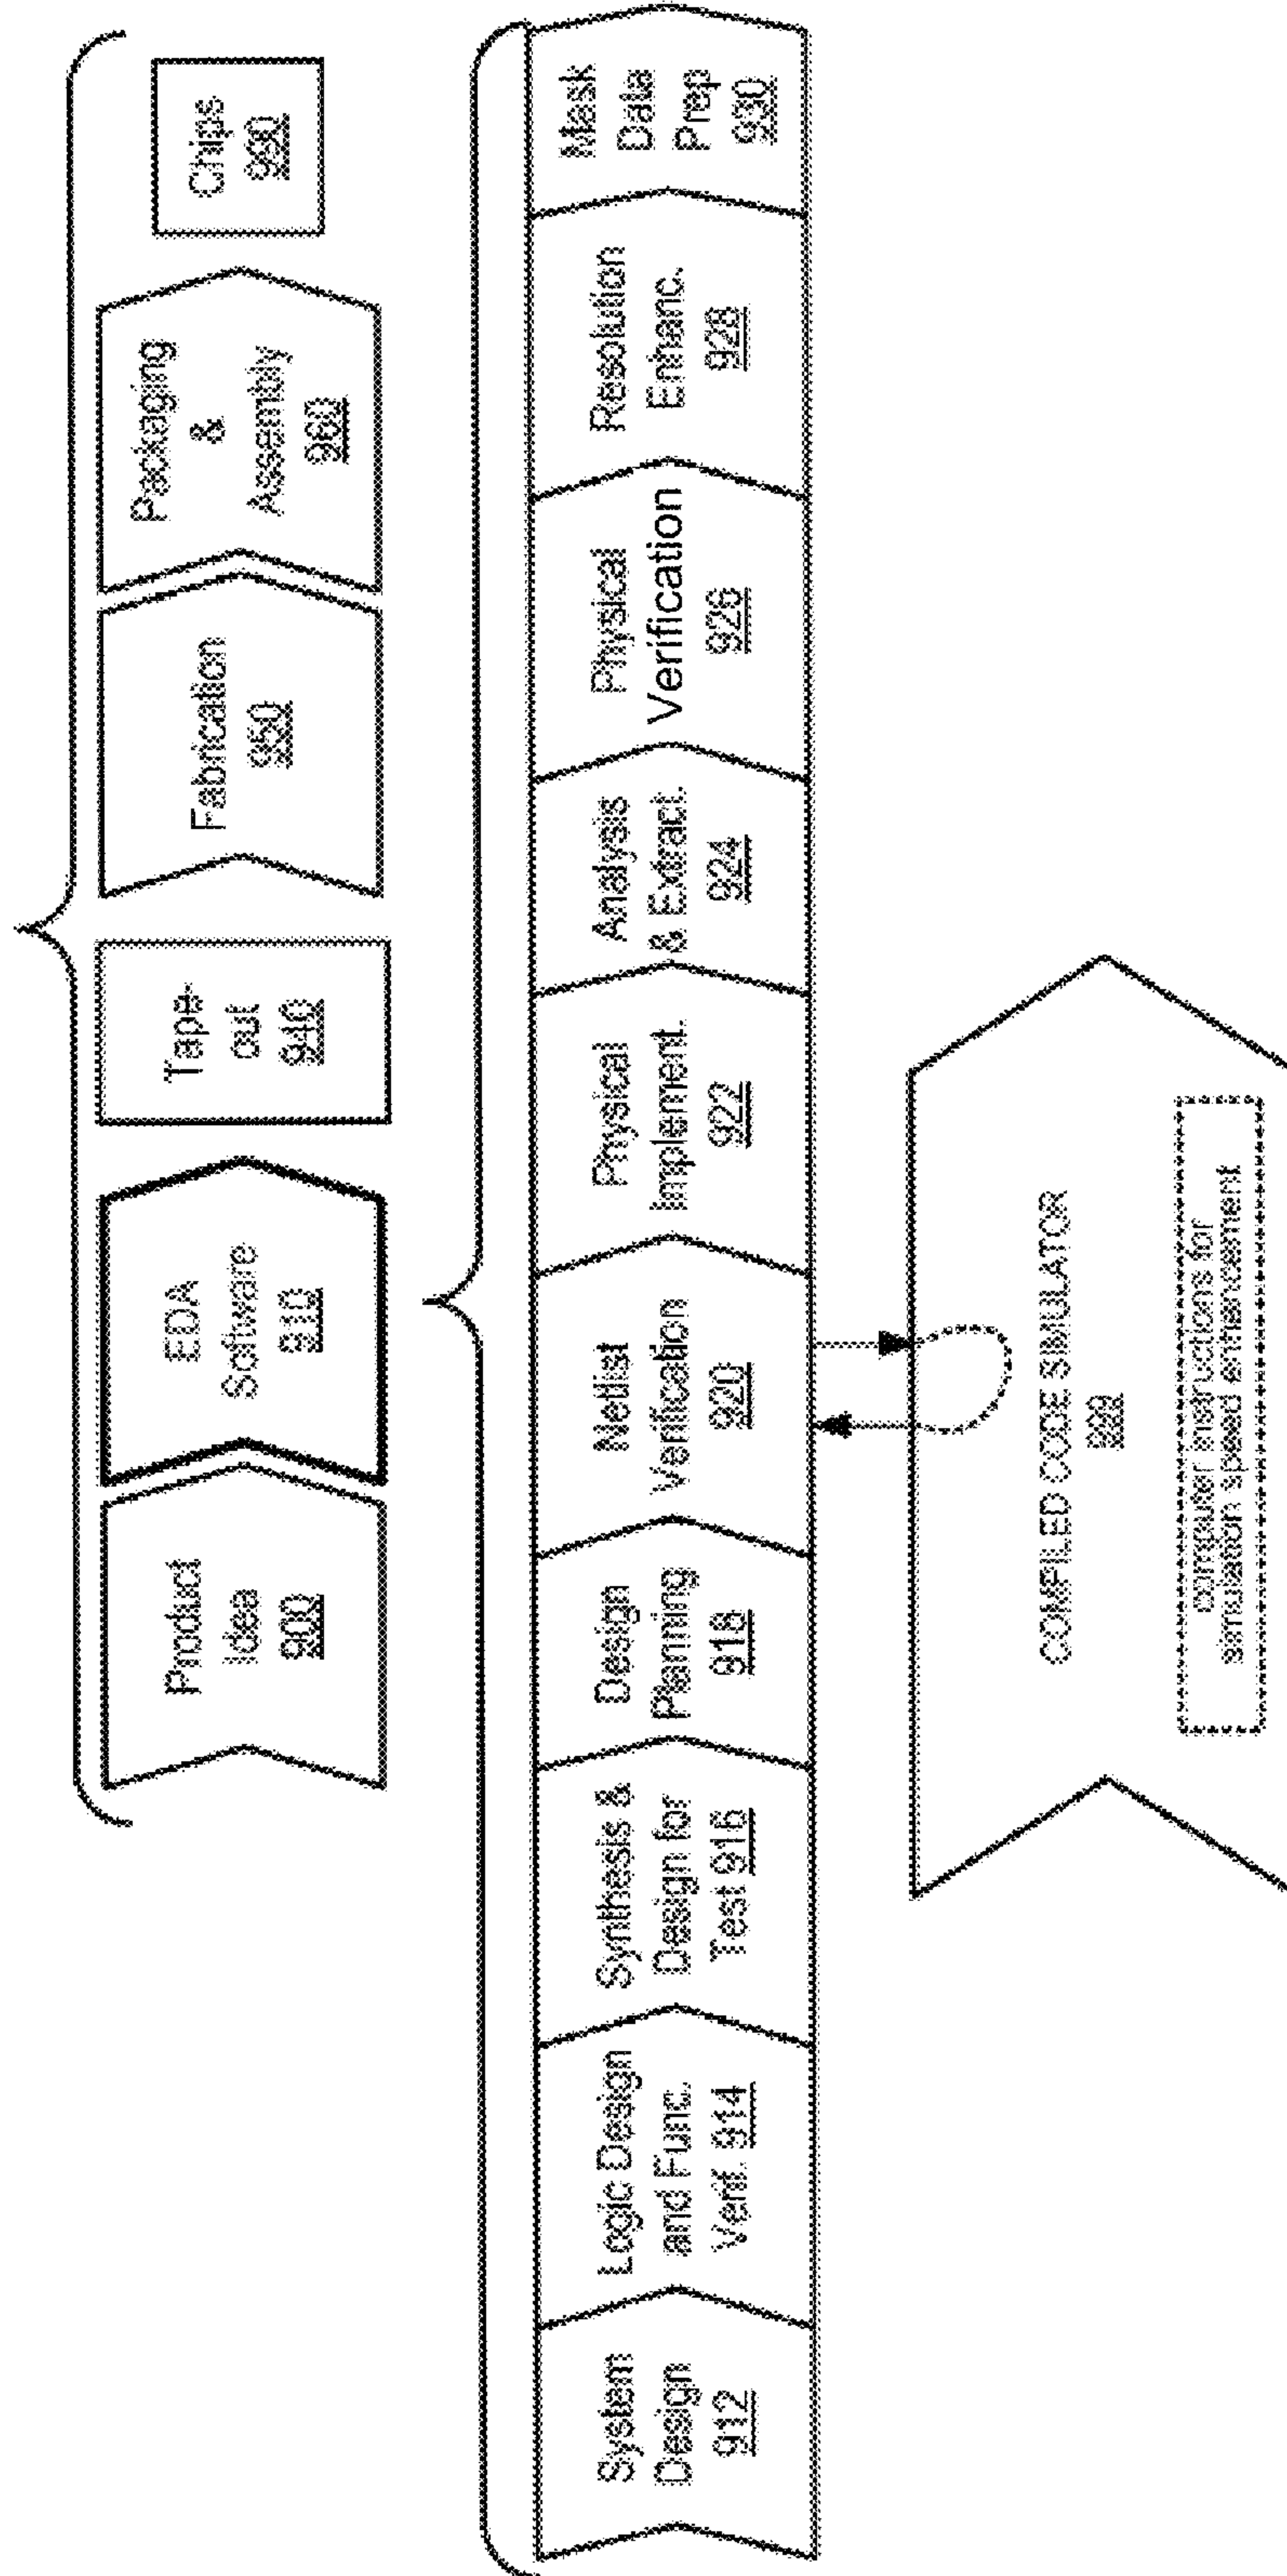 Product
Idea
900
EDA
Software
910
Tape-
out
940
Fabrication
950
Packaging
&
Assembly
960
Chips
990
System
Design
912
Logic Design
and Func.
Verif. 914
Synthesis &
Design for
Test 916
Design
Planning
918
Netlist
Verification
920
Physical
Implement.
922
Analysis
& Extract.
924
Physical
Verification
926
Resolution
Enhanc.
928
Mask
Data
Prep
930
COMPILED CODE SIMULATOR
computer instructions for
simulation speed enhancement